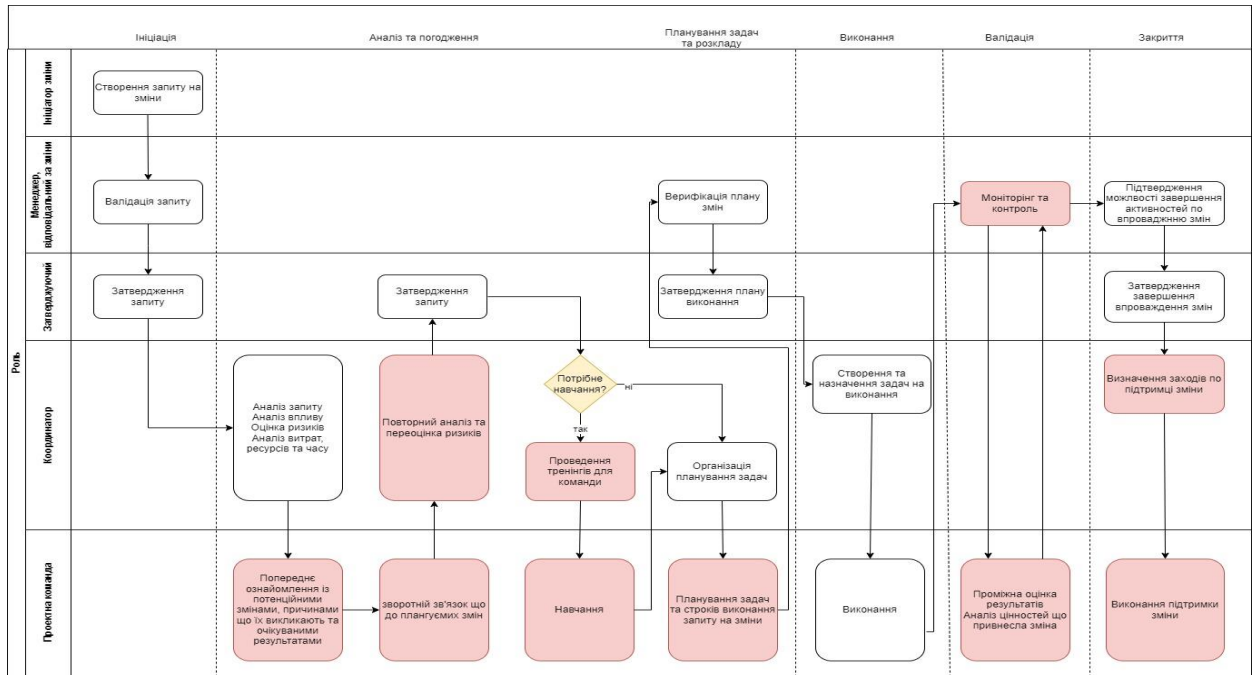 Ініціація
Аналіз та погодження
Планування задач
та розкладу
Виконання
Валідація
Закриття
Роль
Ініціатор зміни
Створення запиту на
зміни
Менеджер,
відповідальний за зміни
Валідація запиту
Верифікація плану
змін
Моніторинг та
контроль
Підтвердження
можлвості завершення
активностей по
впроваджнню змін
Затверджуючий
Затвердження
запиту
Затвердження
запиту
Затвердження плану
виконання
Затвердження
завершення
впроваждення змін
Координатор
Аналіз запиту
Аналіз впливу
Оцінка ризиків
Аналіз витрат,
ресурсів та часу
Повторний аналіз та
переоцінка ризиків
Потрібне
навчання?
ні
так
Проведення
тренінгів для
команди
Організація
планування задач
Створення та
назначення задач на
виконання
Визначення заходів по
підтримці зміни
Проектна команда
Попереднє
ознайомлення із
потенційними
змінами, причинами
що їх викликають та
очікуваними
результатами
зворотній зв'язок що
до плангуємих змін
Навчання
Планування задач
та строків виконання
запиту на зміни
Виконання
Проміжна оцінка
результатів
Аналіз цінностей що
привнесла зміна
Виконання підтримки
зміни